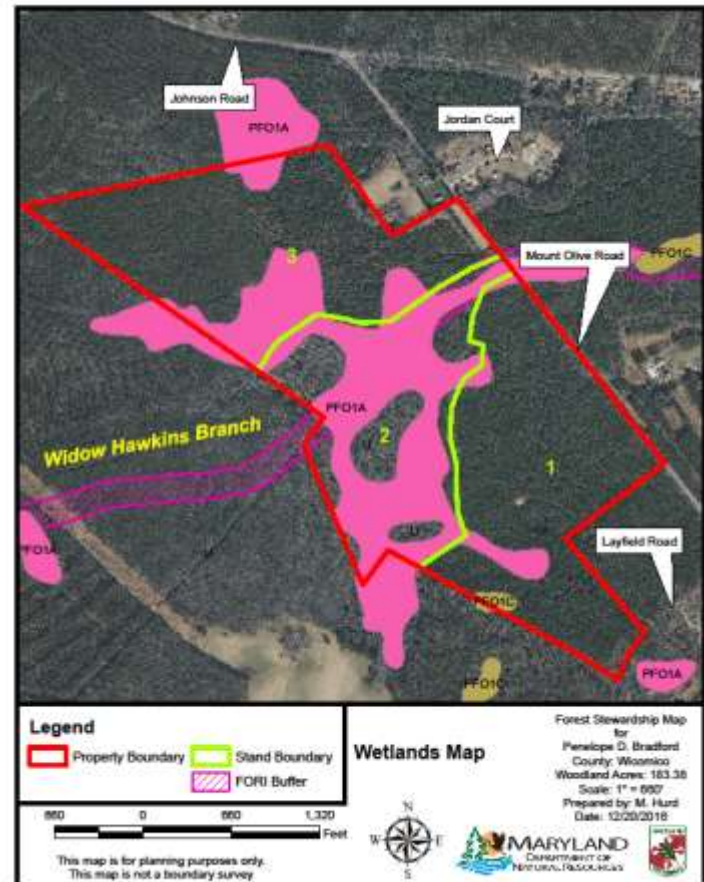 Johnson Road
PFO1A
Jordan Court
PFO1C
Mount Olive Road
3
PFO1A
Widow Hawkins Branch
2
1
U
Layfield Road
PFO1A
PFO1C
PFO1C
PFO1A
Legend
Property Boundary
Stand Boundary
FORI Buffer
660 0 660 1,320
Feet
This map is for planning purposes only.
This map is not a boundary survey
Wetlands Map
N
W E
S
Forest Stewardship Map
for
Penelope D. Bradford
County: Wicomico
Woodland Acres: 183.38
Scale: 1" = 660'
Prepared by: M. Hurd
Date: 12/20/2016
MARYLAND
DEPARTMENT OF
NATURAL RESOURCES